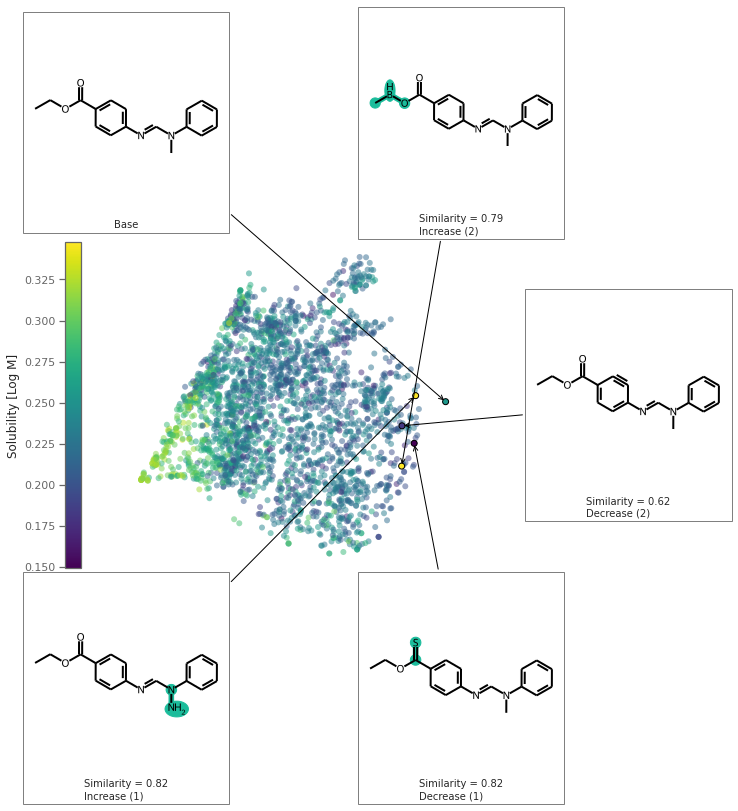 O
O
N
N
Base
H
B
O
O
N
N
Similarity = 0.79
Increase (2)
0.325
0.300
0.275
0.250
0.225
0.200
0.175
0.150
Solubility [Log M]
O
O
N
N
Similarity = 0.62
Decrease (2)
O
O
N
N
NH2
Similarity = 0.82
Increase (1)
S
O
N
N
Similarity = 0.82
Decrease (1)